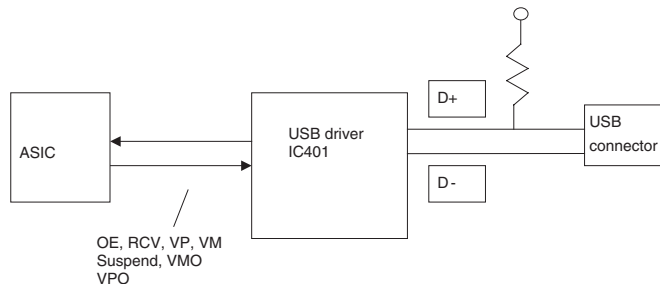 D+
USB driver
IC401
USB
connector
ASIC
D-
OE, RCV, VP, VM
Suspend, VMO
VPO